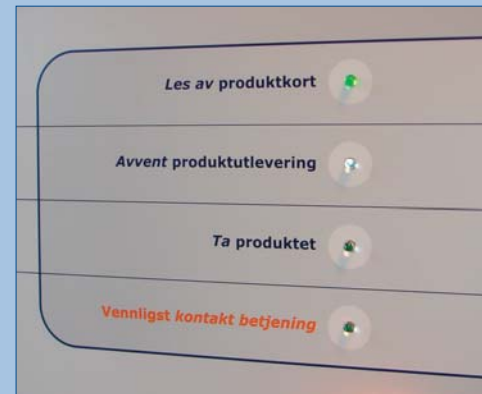 Les av produktkort
Avvent produktutlevering
Ta produktet
Vennligst kontakt betjening